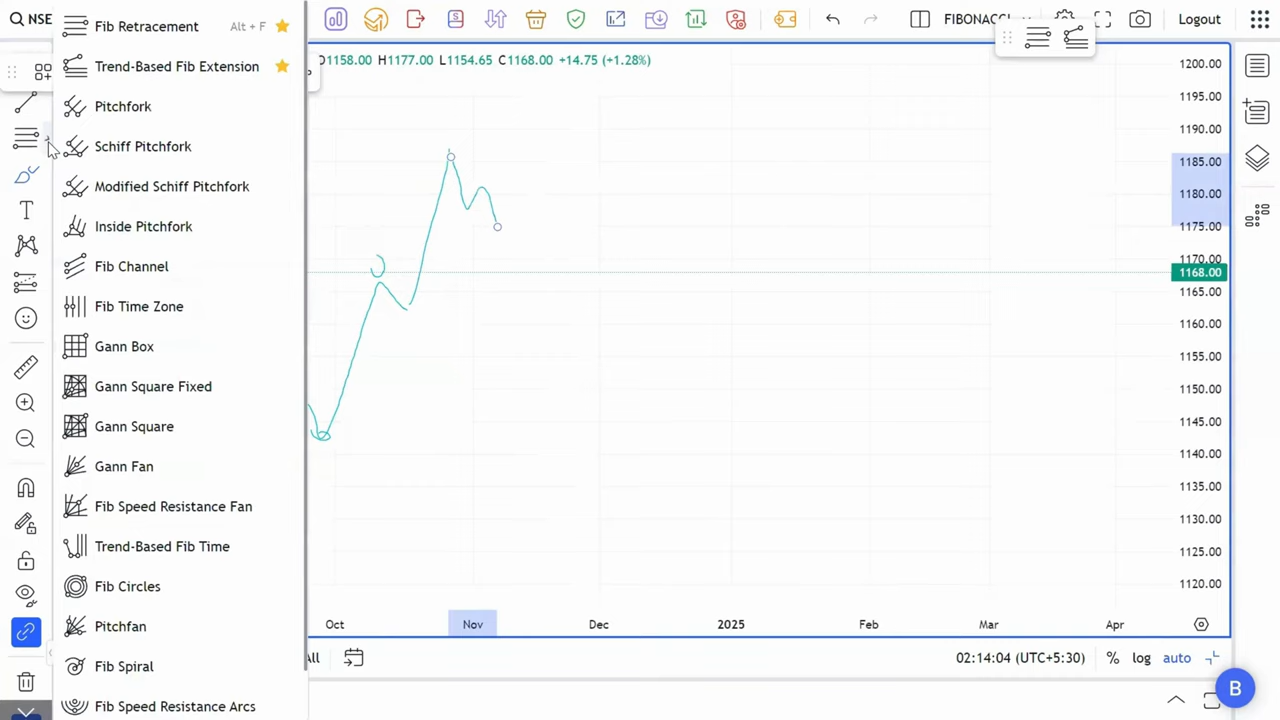 NSE
FIBONACCI
Logout
Fib Retracement Alt + F
Trend-Based Fib Extension
Pitchfork
Schiff Pitchfork
Modified Schiff Pitchfork
Inside Pitchfork
Fib Channel
Fib Time Zone
Gann Box
Gann Square Fixed
Gann Square
Gann Fan
Fib Speed Resistance Fan
Trend-Based Fib Time
Fib Circles
Pitchfan
Fib Spiral
Fib Speed Resistance Arcs
O1158.00 H1177.00 L1154.65 C1168.00 +14.75 (+1.28%)
1200.00
1195.00
1190.00
1185.00
1180.00
1175.00
1170.00
1168.00
1165.00
1160.00
1155.00
1150.00
1145.00
1140.00
1135.00
1130.00
1125.00
1120.00
Oct Nov Dec 2025 Feb Mar Apr
All 02:14:04 (UTC+5:30) % log auto
B